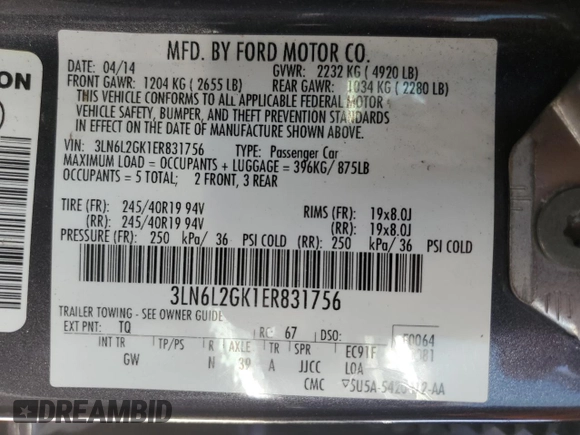 ON
MFD. BY FORD MOTOR CO.
DATE: 04/14 GVWR: 2232 KG ( 4920 LB)
FRONT GAWR: 1204 KG ( 2655 LB) REAR GAWR: 1034 KG ( 2280 LB)
THIS VEHICLE CONFORMS TO ALL APPLICABLE FEDERAL MOTOR
VEHICLE SAFETY, BUMPER, AND THEFT PREVENTION STANDARDS
IN EFFECT ON THE DATE OF MANUFACTURE SHOWN ABOVE.
VIN: 3LN6L2GK1ER831756 TYPE: Passenger Car
MAXIMUM LOAD = OCCUPANTS + LUGGAGE = 396KG/ 875LB
OCCUPANTS = 5 TOTAL; 2 FRONT, 3 REAR
TIRE (FR): 245/40R19 94V RIMS (FR): 19x8.0J
(RR): 245/40R19 94V (RR): 19x8.0J
PRESSURE (FR): 250 kPa/ 36 PSI COLD (RR): 250 kPa/ 36 PSI COLD
3LN6L2GK1ER831756
TRAILER TOWING - SEE OWNER GUIDE
EXT PNT: TQ RC: 67 DSO: F0064
INT TR TP/PS R AXLE TR SPR EC91F
GW N 39 A JJCC LOA
CMC
DREAMBID